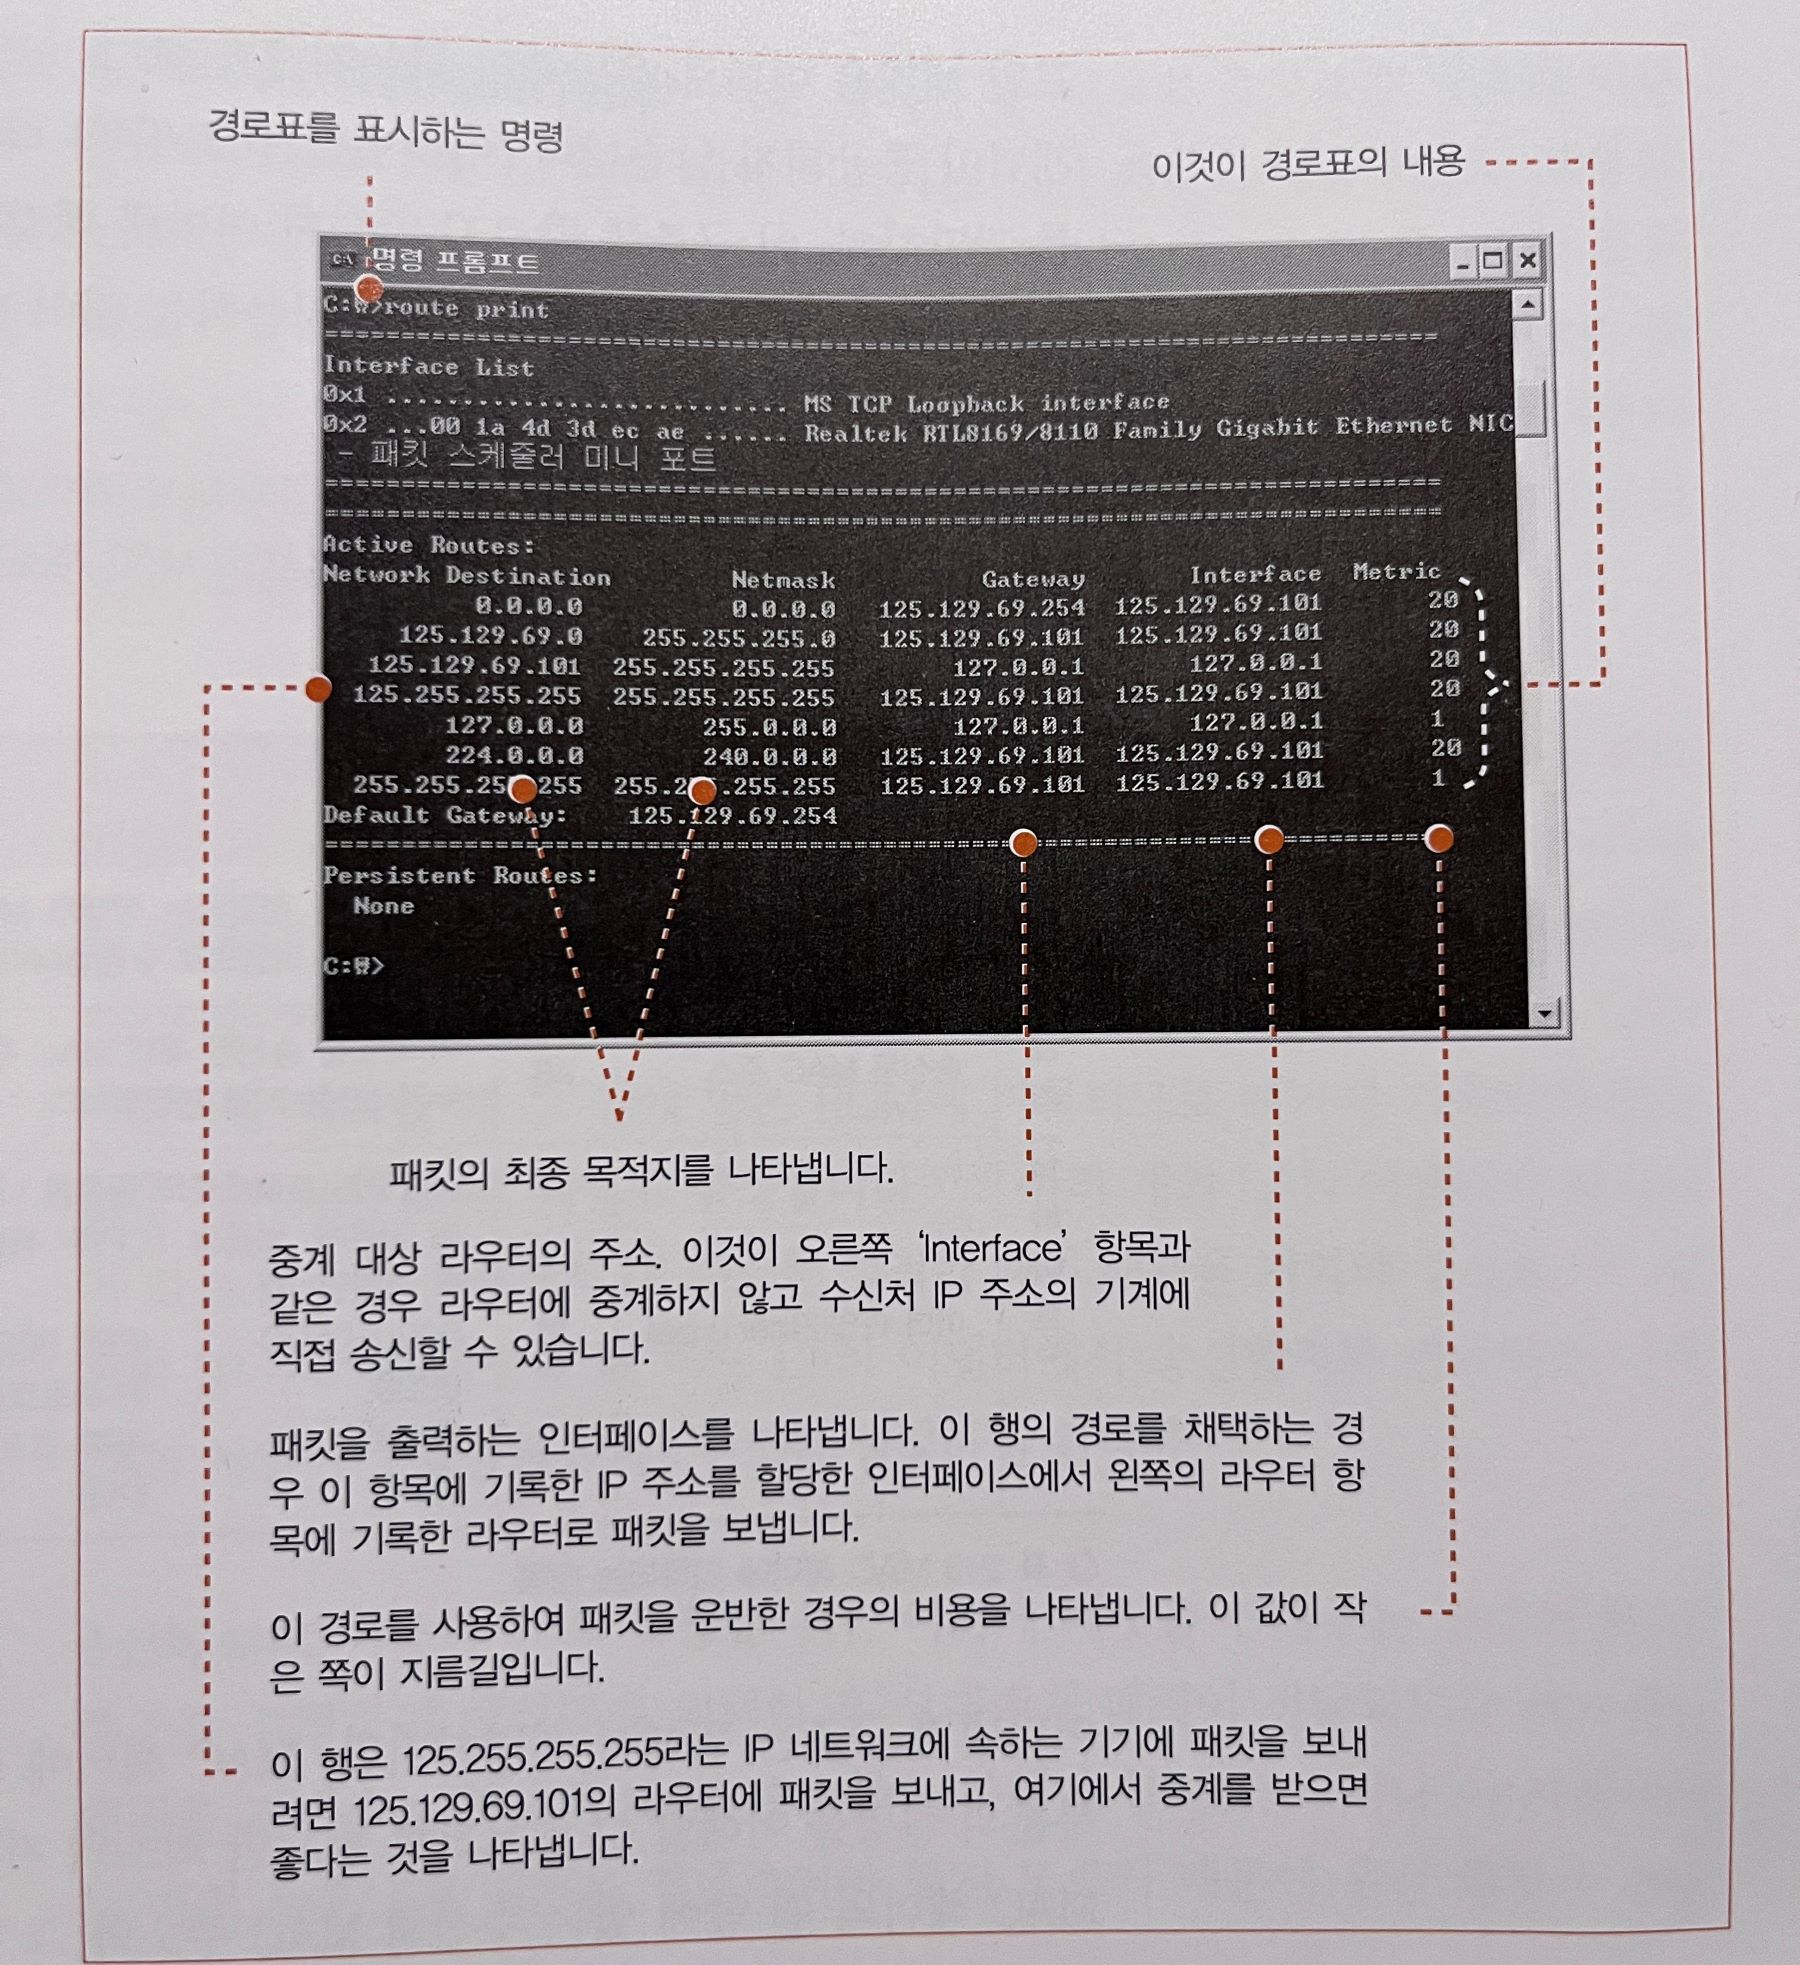 경로표를 표시하는 명령
이것이 경로표의 내용
명령 프롬프트
C:₩>route print
===========================================================================
Interface List
0x1 ........................... MS TCP Loopback interface
0x2 ...00 1a 4d 3d ec ae ...... Realtek RTL8169/8110 Family Gigabit Ethernet NIC
- 패킷 스케줄러 미니 포트
===========================================================================
===========================================================================
Active Routes:
Network Destination Netmask Gateway Interface Metric
0.0.0.0 0.0.0.0 125.129.69.254 125.129.69.101 20
125.129.69.0 255.255.255.0 125.129.69.101 125.129.69.101 20
125.129.69.101 255.255.255.255 127.0.0.1 127.0.0.1 20
125.255.255.255 255.255.255.255 125.129.69.101 125.129.69.101 20
127.0.0.0 255.0.0.0 127.0.0.1 127.0.0.1 1
224.0.0.0 240.0.0.0 125.129.69.101 125.129.69.101 20
255.255.255.255 255.255.255.255 125.129.69.101 125.129.69.101 1
Default Gateway: 125.129.69.254
===========================================================================
Persistent Routes:
None
C:₩>
패킷의 최종 목적지를 나타냅니다.
중계 대상 라우터의 주소. 이것이 오른쪽 ‘Interface’ 항목과
같은 경우 라우터에 중계하지 않고 수신처 IP 주소의 기계에
직접 송신할 수 있습니다.
패킷을 출력하는 인터페이스를 나타냅니다. 이 행의 경로를 채택하는 경
우 이 항목에 기록한 IP 주소를 할당한 인터페이스에서 왼쪽의 라우터 항
목에 기록한 라우터로 패킷을 보냅니다.
이 경로를 사용하여 패킷을 운반한 경우의 비용을 나타냅니다. 이 값이 작
은 쪽이 지름길입니다.
이 행은 125.255.255.255라는 IP 네트워크에 속하는 기기에 패킷을 보내
려면 125.129.69.101의 라우터에 패킷을 보내고, 여기에서 중계를 받으면
좋다는 것을 나타냅니다.